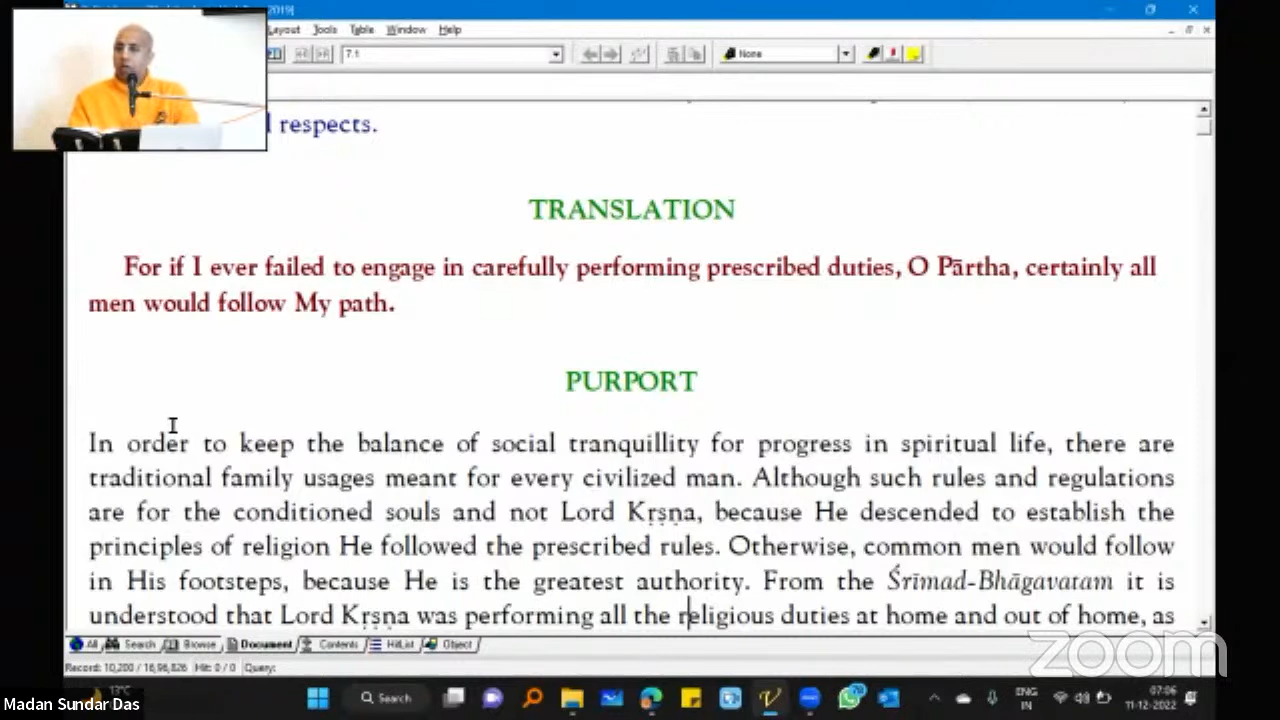 2019]
Layout Tools Table Window Help
7.1
None
respects.
TRANSLATION
For if I ever failed to engage in carefully performing prescribed duties, O Pārtha, certainly all
men would follow My path.
PURPORT
In order to keep the balance of social tranquillity for progress in spiritual life, there are
traditional family usages meant for every civilized man. Although such rules and regulations
are for the conditioned souls and not Lord Kṛṣṇa, because He descended to establish the
principles of religion He followed the prescribed rules. Otherwise, common men would follow
in His footsteps, because He is the greatest authority. From the Śrīmad-Bhāgavatam it is
understood that Lord Kṛṣṇa was performing all the religious duties at home and out of home, as
All Search Browse Document Contents HitList Object
Record: 10,200 / 16,96,826 Hit: 0 / 0 Query:
zoom
13°C
Search
ENG
IN
07:06
11-12-2022
Madan Sundar Das